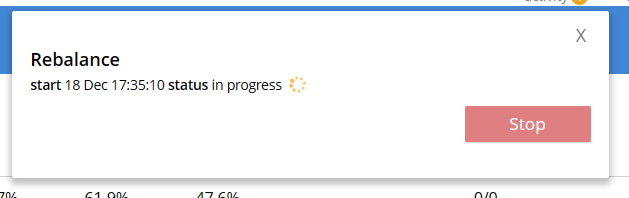 X
Rebalance
start 18 Dec 17:35:10 status in progress
Stop
61.9% 47.6% 0/0